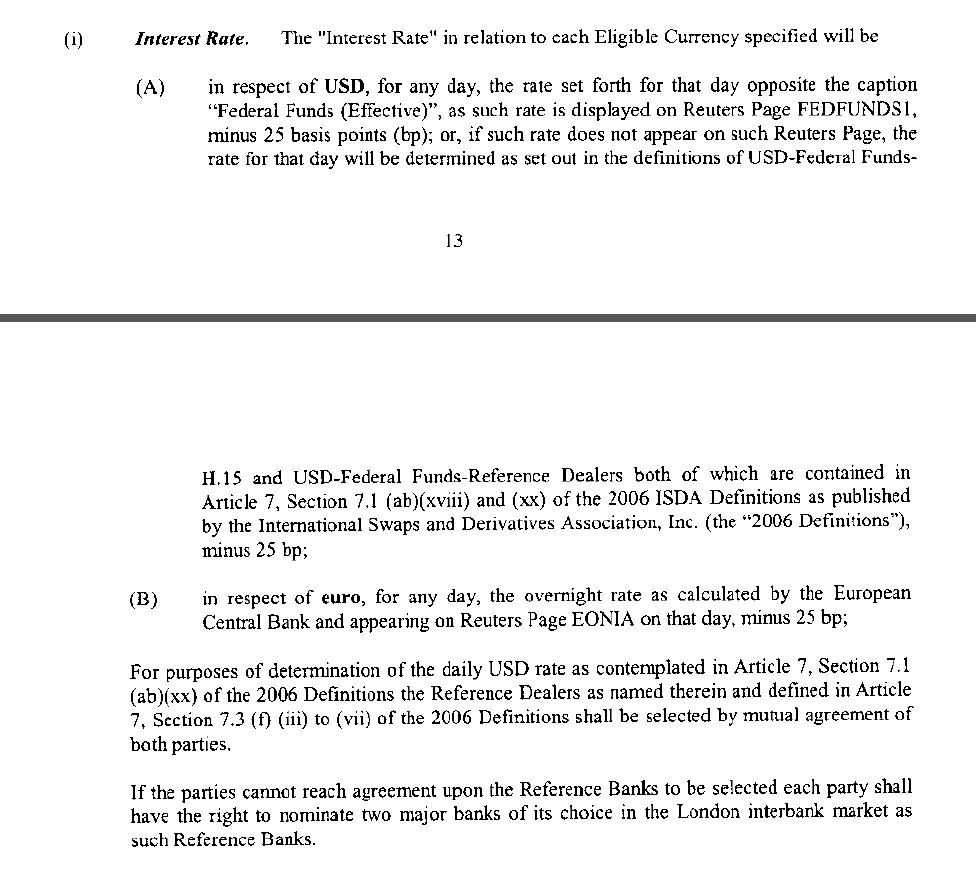 (i) Interest Rate. The "Interest Rate" in relation to each Eligible Currency specified will be
(A) in respect of USD, for any day, the rate set forth for that day opposite the caption
“Federal Funds (Effective)”, as such rate is displayed on Reuters Page FEDFUNDS1,
minus 25 basis points (bp); or, if such rate does not appear on such Reuters Page, the
rate for that day will be determined as set out in the definitions of USD-Federal Funds-
13
H.15 and USD-Federal Funds-Reference Dealers both of which are contained in
Article 7, Section 7.1 (ab)(xviii) and (xx) of the 2006 ISDA Definitions as published
by the International Swaps and Derivatives Association, Inc. (the “2006 Definitions”),
minus 25 bp;
(B) in respect of euro, for any day, the overnight rate as calculated by the European
Central Bank and appearing on Reuters Page EONIA on that day, minus 25 bp;
For purposes of determination of the daily USD rate as contemplated in Article 7, Section 7.1
(ab)(xx) of the 2006 Definitions the Reference Dealers as named therein and defined in Article
7, Section 7.3 (f) (iii) to (vii) of the 2006 Definitions shall be selected by mutual agreement of
both parties.
If the parties cannot reach agreement upon the Reference Banks to be selected each party shall
have the right to nominate two major banks of its choice in the London interbank market as
such Reference Banks.